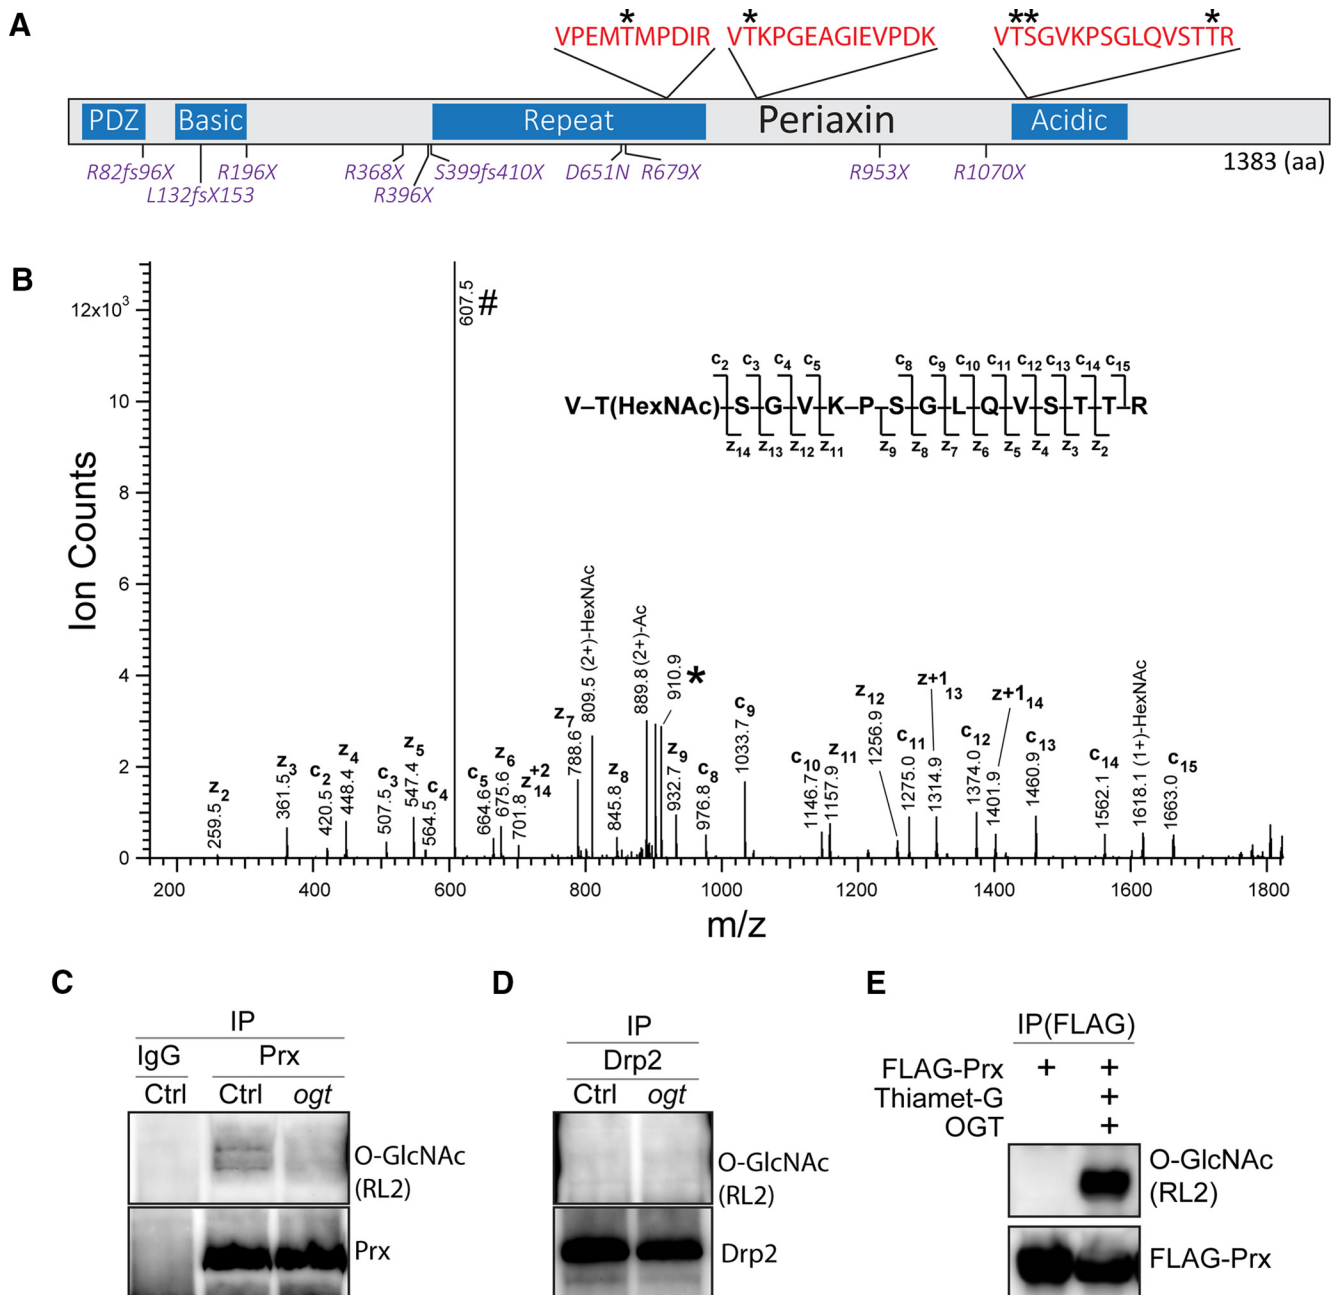 A
* * ** *
VPEMTMPDIR VTKPGEAGIEVPDK VTSGVKPSGLQVSTTR
PDZ Basic Repeat Periaxin Acidic
R82fs96X R196X R368X S399fs410X D651N R679X R953X R1070X 1383 (aa)
L132fsX153 R396X
B
Ion Counts
12x10³
10
8
6
4
2
0
200 400 600 800 1000 1200 1400 1600 1800
m/z
607.5 #
c₂ c₃ c₄ c₅ c₈ c₉ c₁₀ c₁₁ c₁₂ c₁₃ c₁₄ c₁₅
V–T(HexNAc)–S–G–V–K–P–S–G–L–Q–V–S–T–T–R
z₁₄ z₁₃ z₁₂ z₁₁ z₉ z₈ z₇ z₆ z₅ z₄ z₃ z₂
259.5 z₂
361.5 z₃
420.5 c₂
448.4 z₄
507.5 c₃
547.4 z₅
564.5 c₄
664.6 c₅
675.6 z₆
701.8 z₁₄⁺²
788.6 z₇
809.5 (2+)-HexNAc
845.8 z₈
889.8 (2+)-Ac
910.9 *
932.7 z₉
976.8 c₈
1033.7 c₉
1146.7 c₁₀
1157.9 z₁₁
1256.9 z₁₂
1275.0 c₁₁
1314.9 z+1₁₃
1374.0 c₁₂
1401.9 z+1₁₄
1460.9 c₁₃
1562.1 c₁₄
1618.1 (1+)-HexNAc
1663.0 c₁₅
C
IP
IgG Prx
Ctrl Ctrl ogt
O-GlcNAc
(RL2)
Prx
D
IP
Drp2
Ctrl ogt
O-GlcNAc
(RL2)
Drp2
E
IP(FLAG)
FLAG-Prx + +
Thiamet-G +
OGT +
O-GlcNAc
(RL2)
FLAG-Prx